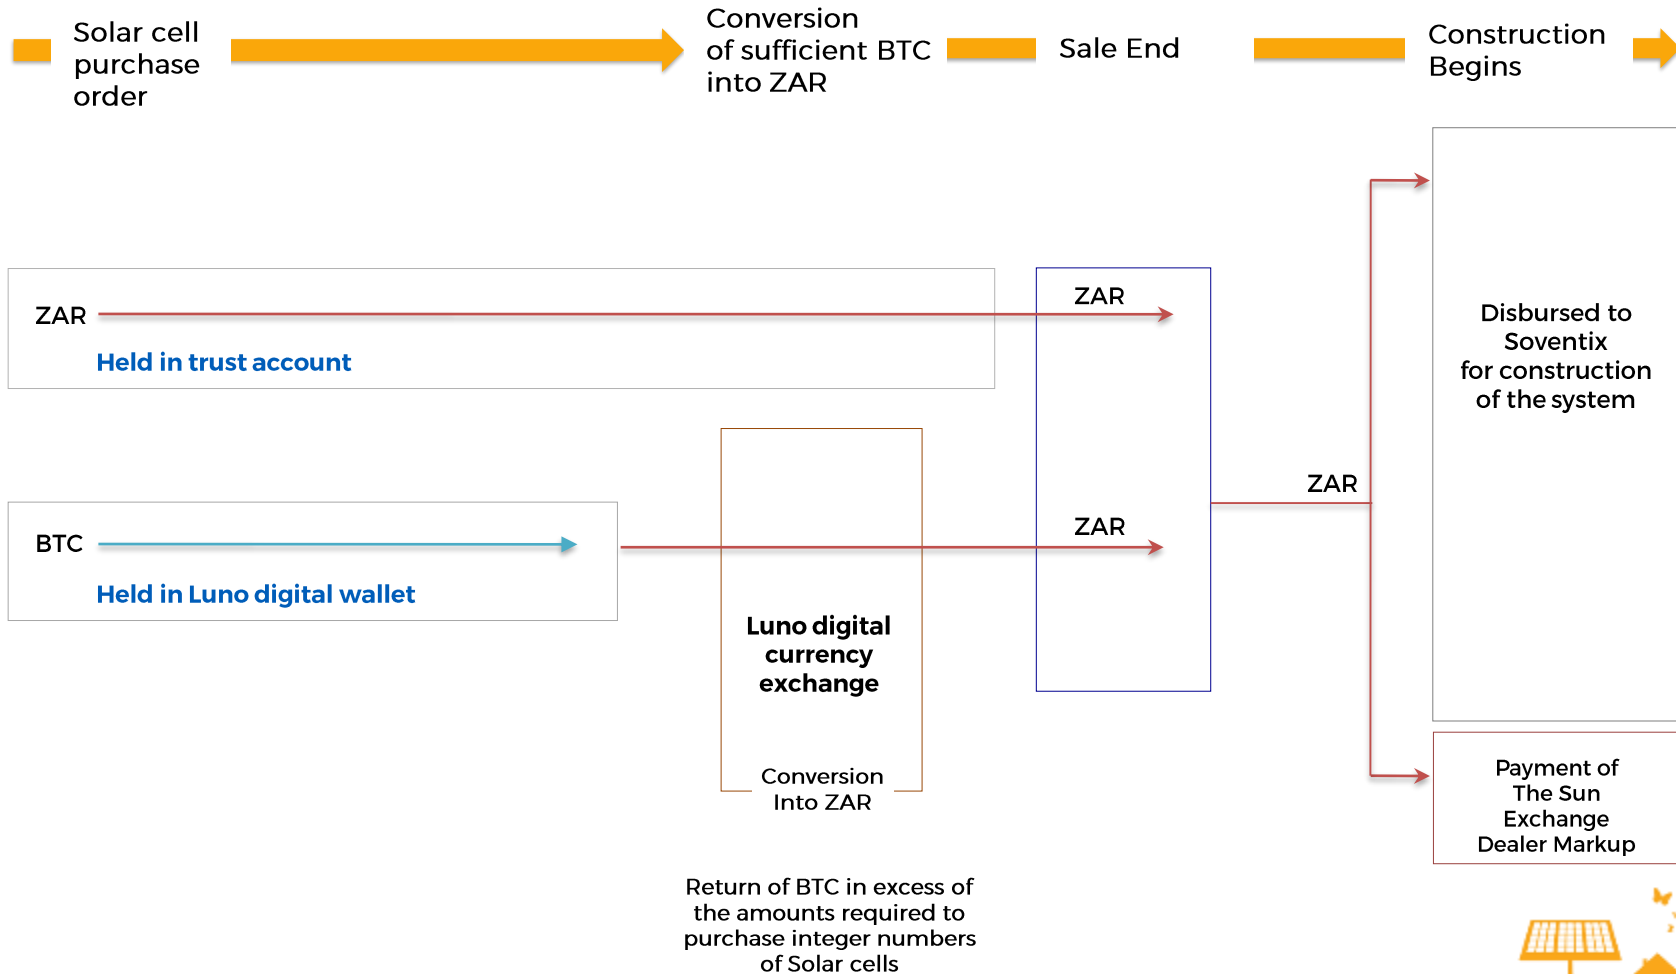 Solar cell
purchase
order
Conversion
of sufficient BTC
into ZAR
Sale End
Construction
Begins
ZAR
Held in trust account
ZAR
BTC
Held in Luno digital wallet
ZAR
Luno digital
currency
exchange
Conversion
Into ZAR
Return of BTC in excess of
the amounts required to
purchase integer numbers
of Solar cells
ZAR
Disbursed to
Soventix
for construction
of the system
Payment of
The Sun
Exchange
Dealer Markup